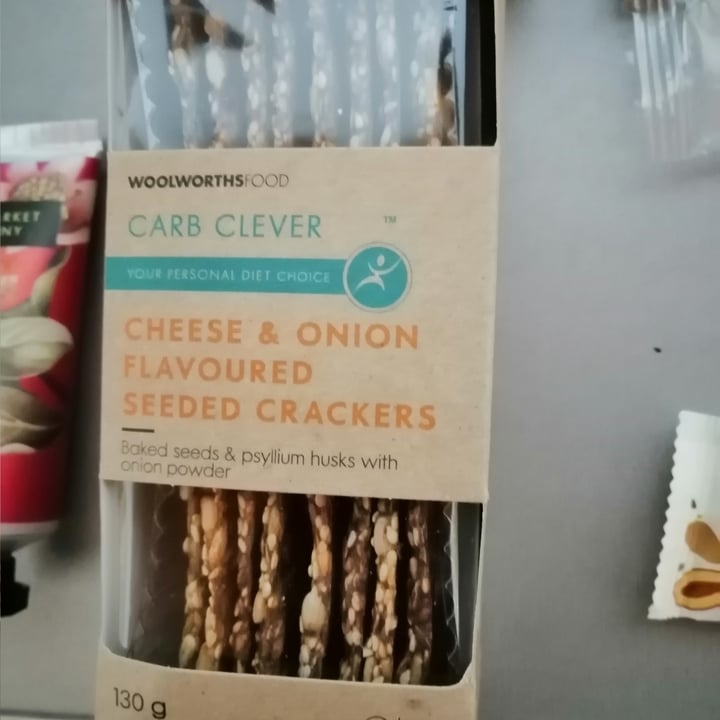 WOOLWORTHSFOOD
CARB CLEVER ™
YOUR PERSONAL DIET CHOICE
CHEESE & ONION
FLAVOURED
SEEDED CRACKERS
Baked seeds & psyllium husks with
onion powder
130 g
RKET
NY